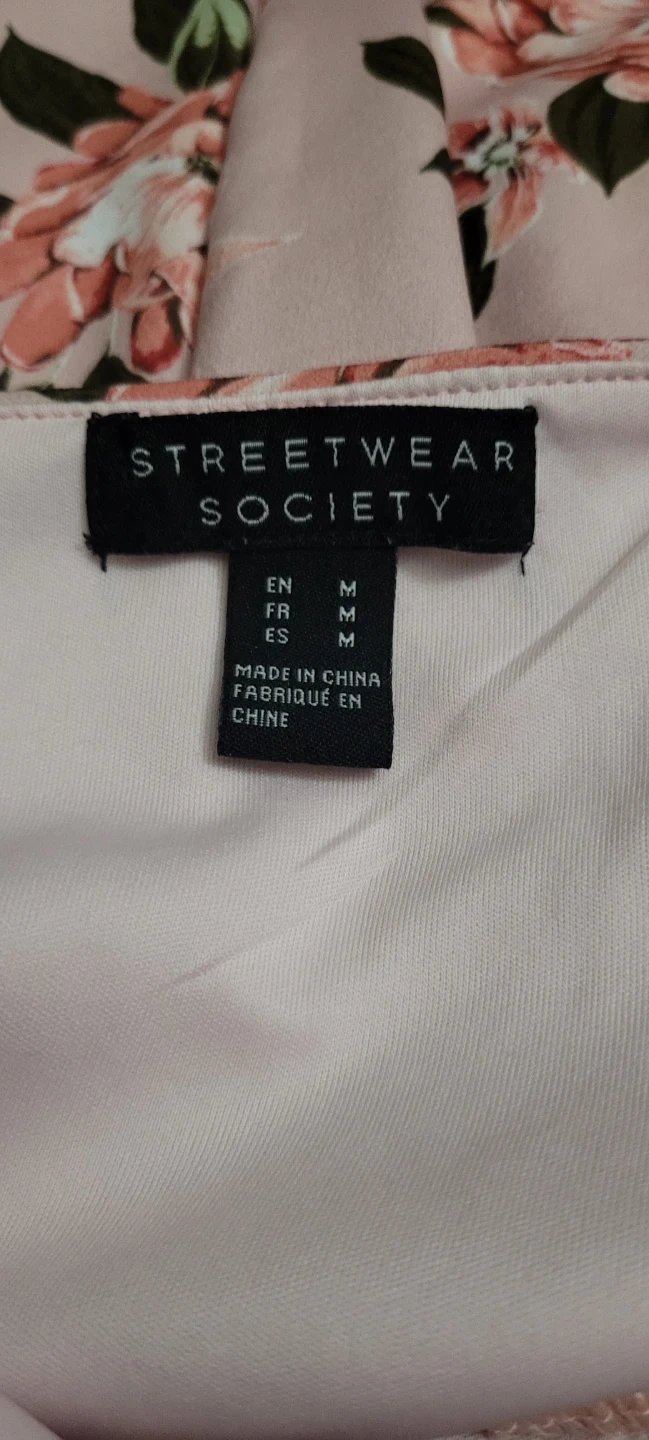 STREETWEAR
SOCIETY
EN M
FR M
ES M
MADE IN CHINA
FABRIQUÉ EN
CHINE